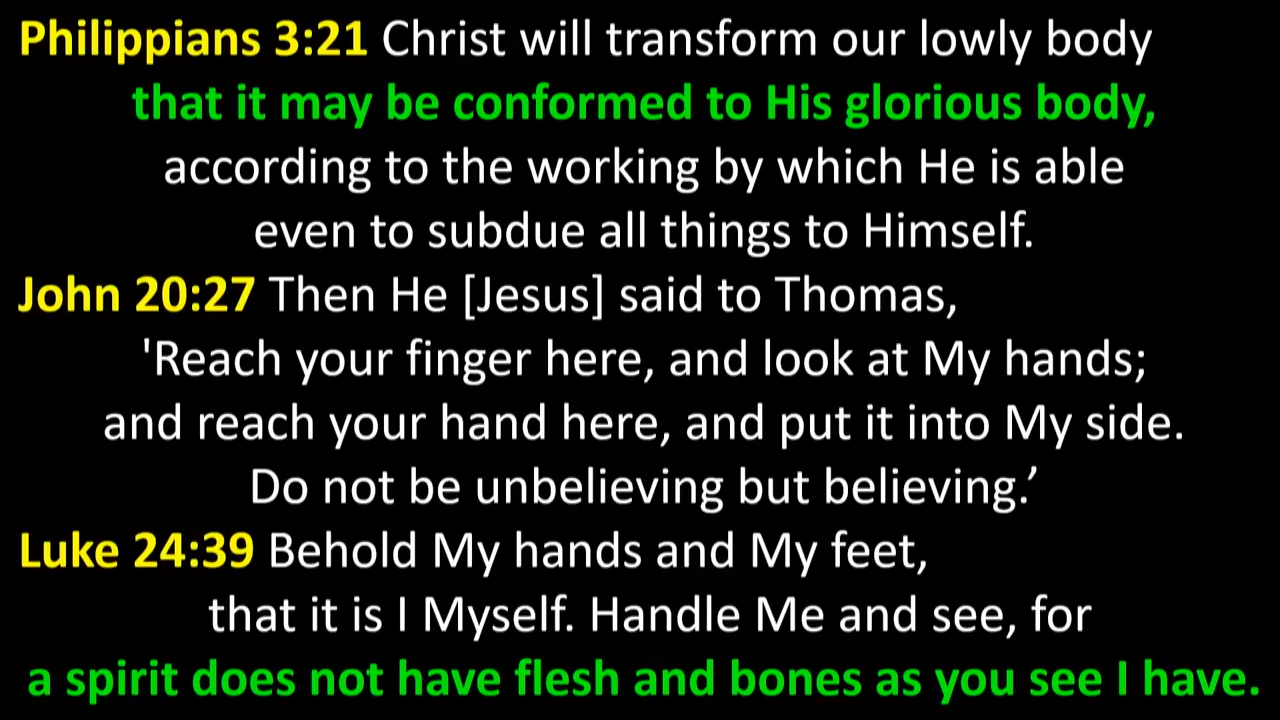 Philippians 3:21 Christ will transform our lowly body
that it may be conformed to His glorious body,
according to the working by which He is able
even to subdue all things to Himself.
John 20:27 Then He [Jesus] said to Thomas,
'Reach your finger here, and look at My hands;
and reach your hand here, and put it into My side.
Do not be unbelieving but believing.’
Luke 24:39 Behold My hands and My feet,
that it is I Myself. Handle Me and see, for
a spirit does not have flesh and bones as you see I have.